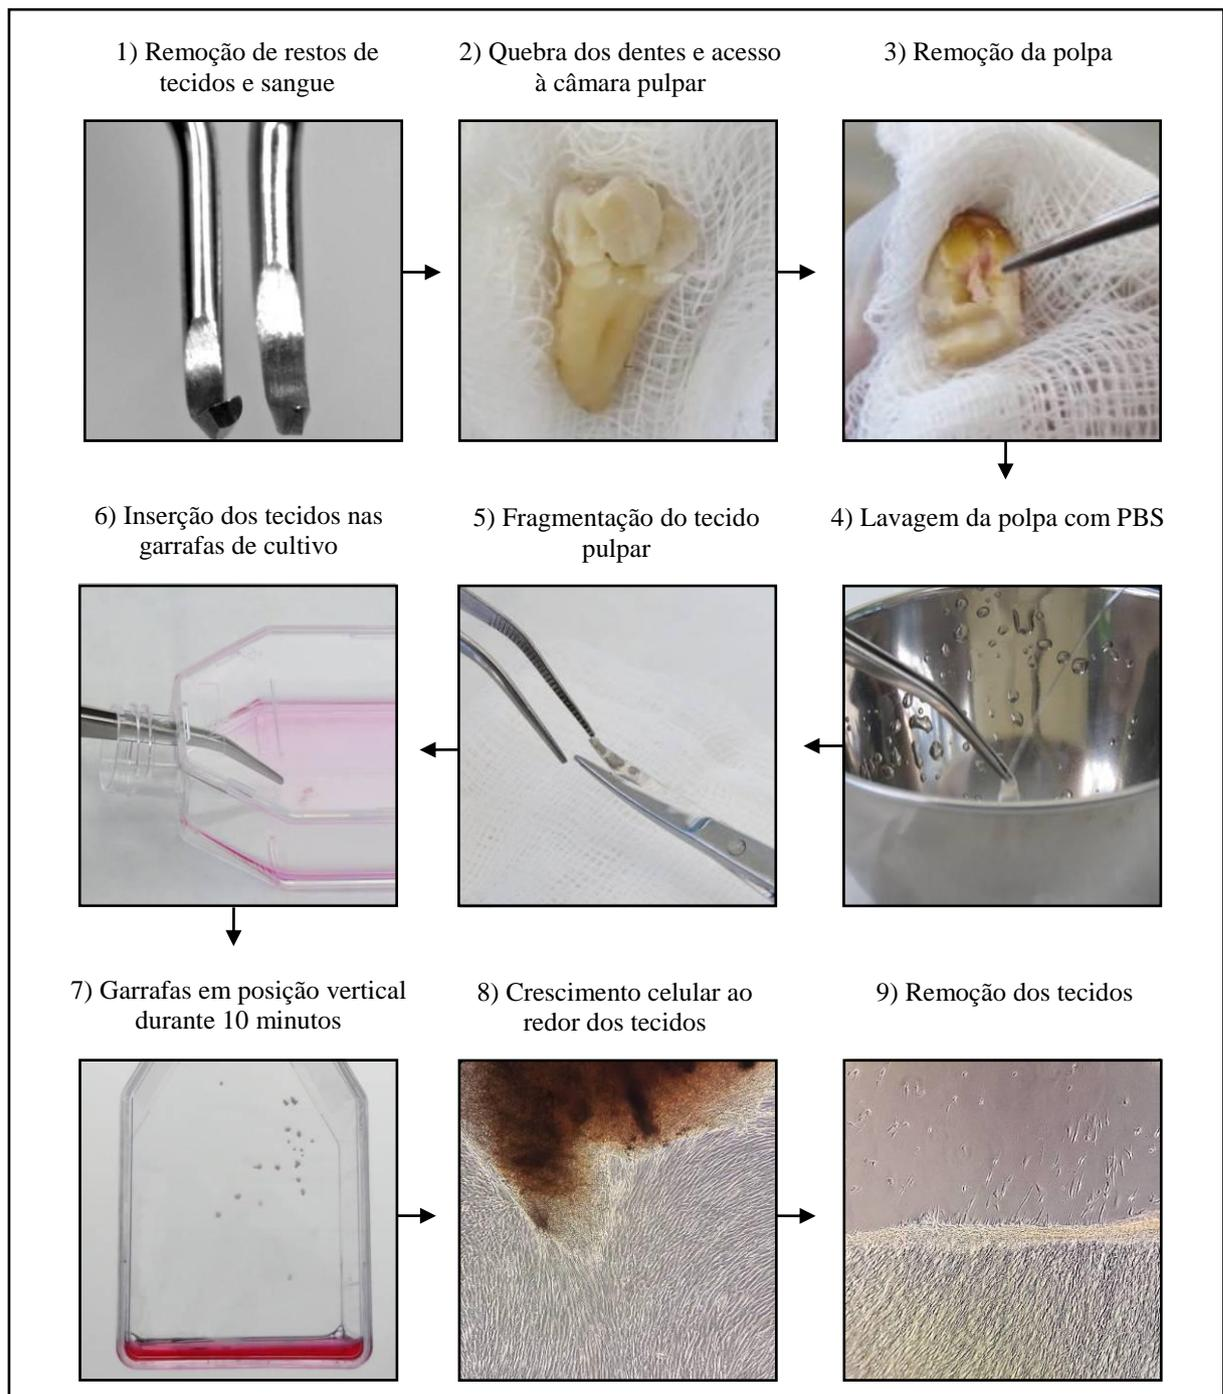 1) Remoção de restos de
tecidos e sangue
2) Quebra dos dentes e acesso
à câmara pulpar
3) Remoção da polpa
4) Lavagem da polpa com PBS
5) Fragmentação do tecido
pulpar
6) Inserção dos tecidos nas
garrafas de cultivo
7) Garrafas em posição vertical
durante 10 minutos
8) Crescimento celular ao
redor dos tecidos
9) Remoção dos tecidos